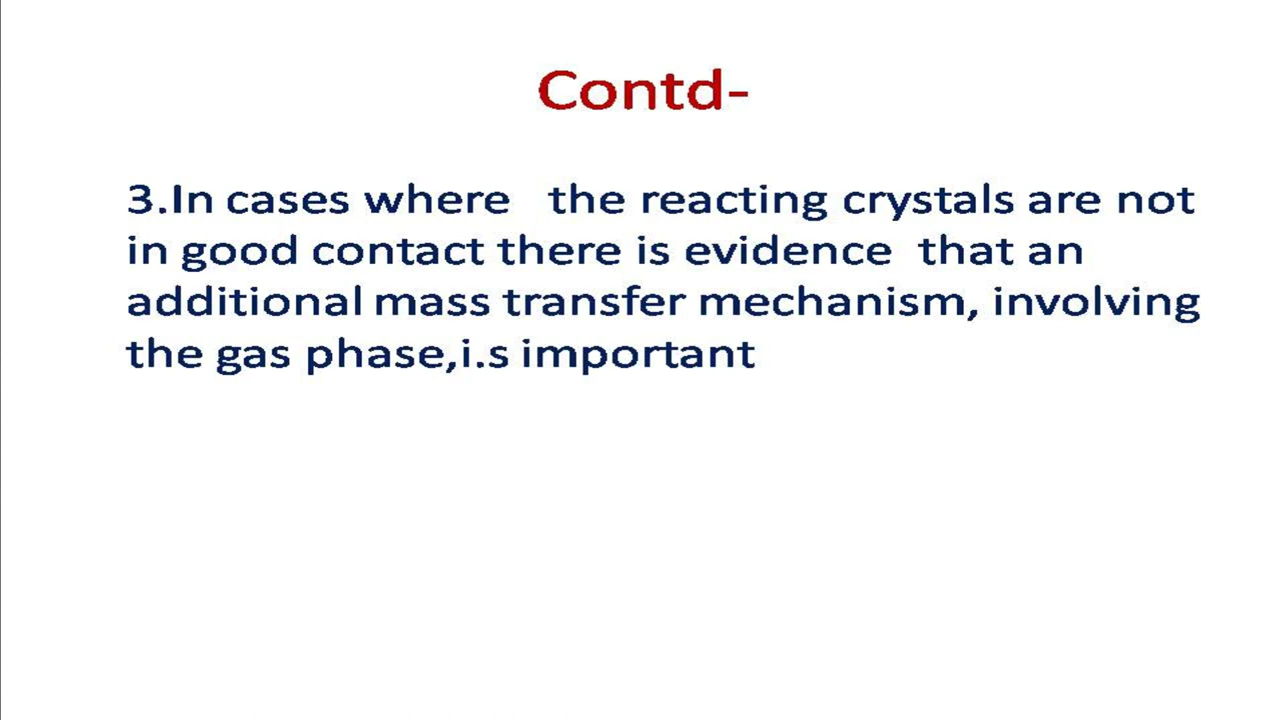 Contd-
3.In cases where the reacting crystals are not
in good contact there is evidence that an
additional mass transfer mechanism, involving
the gas phase,i.s important